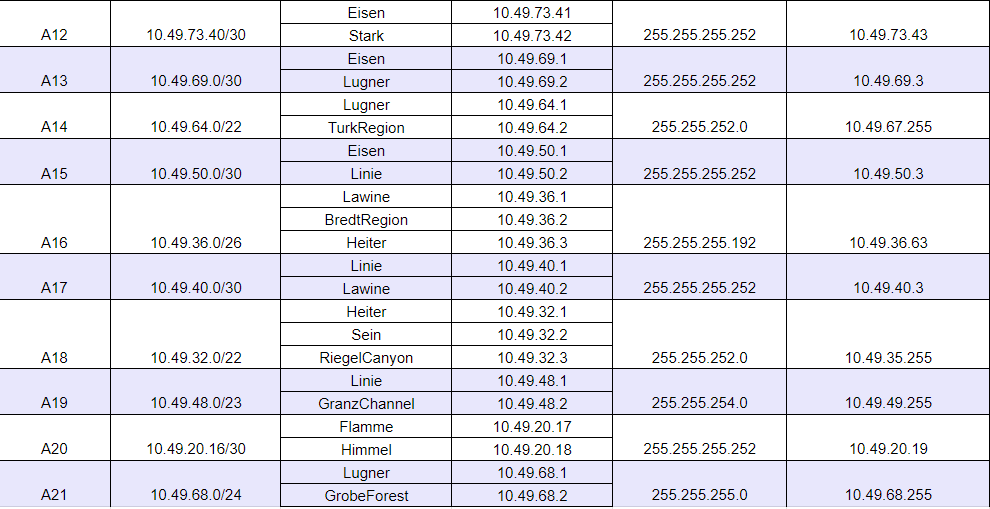 Eisen 10.49.73.41
A12 10.49.73.40/30 Stark 10.49.73.42 255.255.255.252 10.49.73.43
Eisen 10.49.69.1
A13 10.49.69.0/30 Lugner 10.49.69.2 255.255.255.252 10.49.69.3
Lugner 10.49.64.1
A14 10.49.64.0/22 TurkRegion 10.49.64.2 255.255.252.0 10.49.67.255
Eisen 10.49.50.1
A15 10.49.50.0/30 Linie 10.49.50.2 255.255.255.252 10.49.50.3
Lawine 10.49.36.1
BredtRegion 10.49.36.2
A16 10.49.36.0/26 Heiter 10.49.36.3 255.255.255.192 10.49.36.63
Linie 10.49.40.1
A17 10.49.40.0/30 Lawine 10.49.40.2 255.255.255.252 10.49.40.3
Heiter 10.49.32.1
Sein 10.49.32.2
A18 10.49.32.0/22 RiegelCanyon 10.49.32.3 255.255.252.0 10.49.35.255
Linie 10.49.48.1
A19 10.49.48.0/23 GranzChannel 10.49.48.2 255.255.254.0 10.49.49.255
Flamme 10.49.20.17
A20 10.49.20.16/30 Himmel 10.49.20.18 255.255.255.252 10.49.20.19
Lugner 10.49.68.1
A21 10.49.68.0/24 GrobeForest 10.49.68.2 255.255.255.0 10.49.68.255